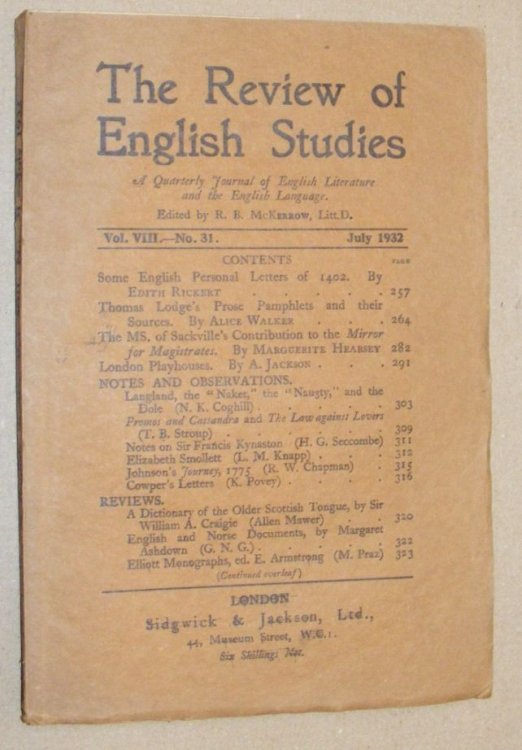 The Review of
English Studies
A Quarterly Journal of English Literature
and the English Language.
Edited by R. B. McKerrow, Litt.D.
Vol. VIII.—No. 31. July 1932
CONTENTS PAGE
Some English Personal Letters of 1402. By
Edith Rickert . . . . . . 257
Thomas Lodge's Prose Pamphlets and their
Sources. By Alice Walker . . . 264
The MS. of Sackville's Contribution to the Mirror
for Magistrates. By Marguerite Hearsey 282
London Playhouses. By A. Jackson . . . 291
NOTES AND OBSERVATIONS.
Langland, the "Naket," the "Nauȝty," and the
Dole (N. K. Coghill) . . . . . 303
Promos and Cassandra and The Law against Lovers
(T. B. Stroup) . . . . . . 309
Notes on Sir Francis Kynaston (H. G. Seccombe) 311
Elizabeth Smollett (L. M. Knapp) . . . 312
Johnson's Journey, 1775 (R. W. Chapman) . 315
Cowper's Letters (K. Povey) . . . . 316
REVIEWS.
A Dictionary of the Older Scottish Tongue, by Sir
William A. Craigie (Allen Mawer) . . 320
English and Norse Documents, by Margaret
Ashdown (G. N. G.) . . . . . 322
Elliott Monographs, ed. E. Armstrong (M. Praz) 323
(Continued overleaf)
LONDON
Sidgwick & Jackson, Ltd.,
44, Museum Street, W.C.1.
Six Shillings Net.